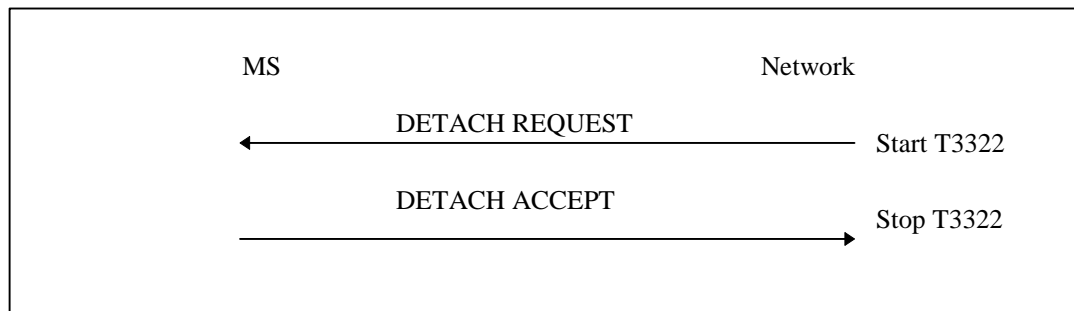 MS
Network
DETACH REQUEST
Start T3322
DETACH ACCEPT
Stop T3322